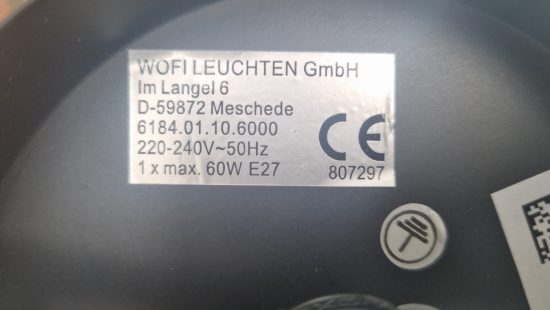 WOFI LEUCHTEN GmbH
Im Langel 6
D-59872 Meschede
6184.01.10.6000
220-240V~50Hz
1 x max. 60W E27
CE
807297